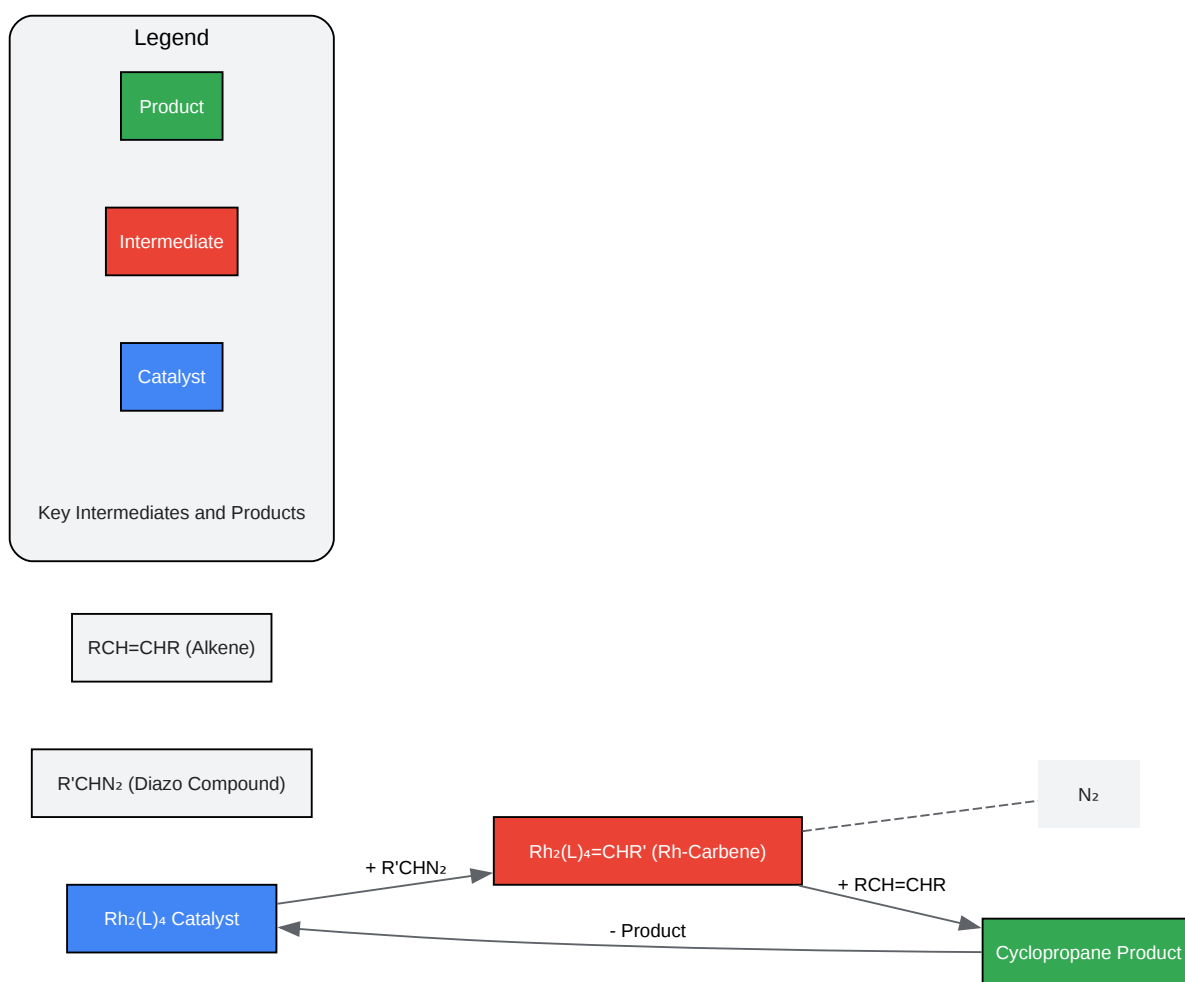 Legend
Product
Intermediate
Catalyst
Key Intermediates and Products
RCH=CHR (Alkene)
R'CHN₂ (Diazo Compound)
N₂
Rh₂(L)₄=CHR' (Rh-Carbene)
+ R'CHN₂
+ RCH=CHR
Rh₂(L)₄ Catalyst
- Product
Cyclopropane Product